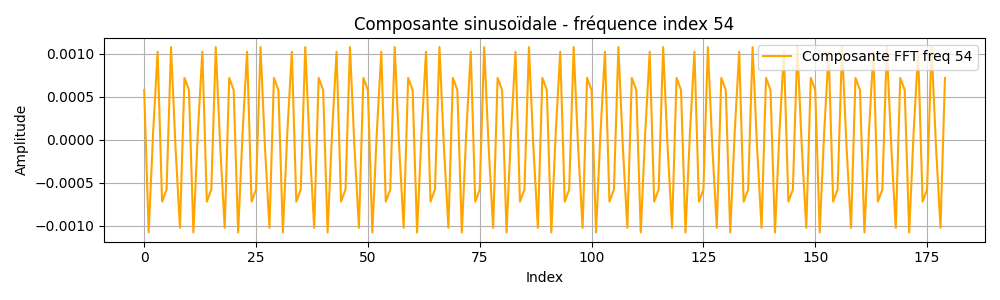 Composante sinusoïdale - fréquence index 54
Composante FFT freq 54
Amplitude
0.0010
0.0005
0.0000
−0.0005
−0.0010
0 25 50 75 100 125 150 175
Index